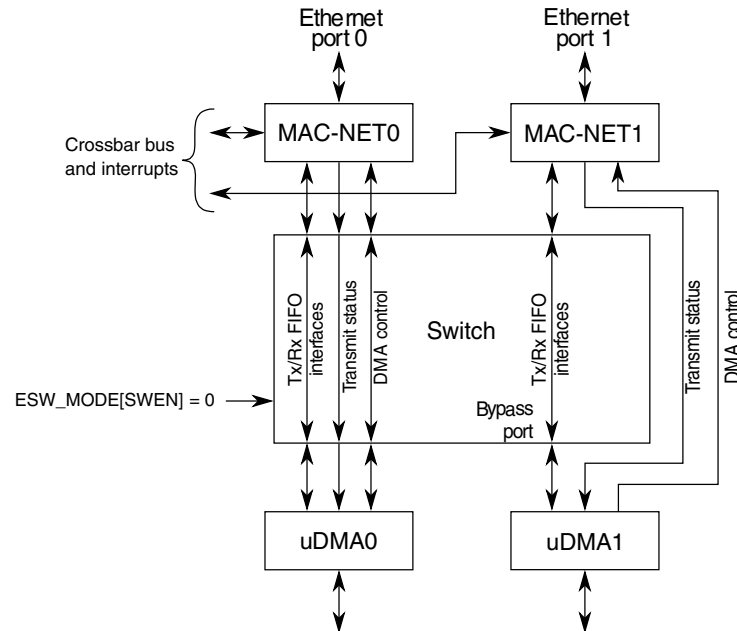 Ethernet
port 0
Ethernet
port 1
MAC-NET0
MAC-NET1
Crossbar bus
and interrupts
Tx/Rx FIFO
interfaces
Transmit status
DMA control
Switch
Tx/Rx FIFO
interfaces
Transmit status
DMA control
ESW_MODE[SWEN] = 0
Bypass
port
uDMA0
uDMA1